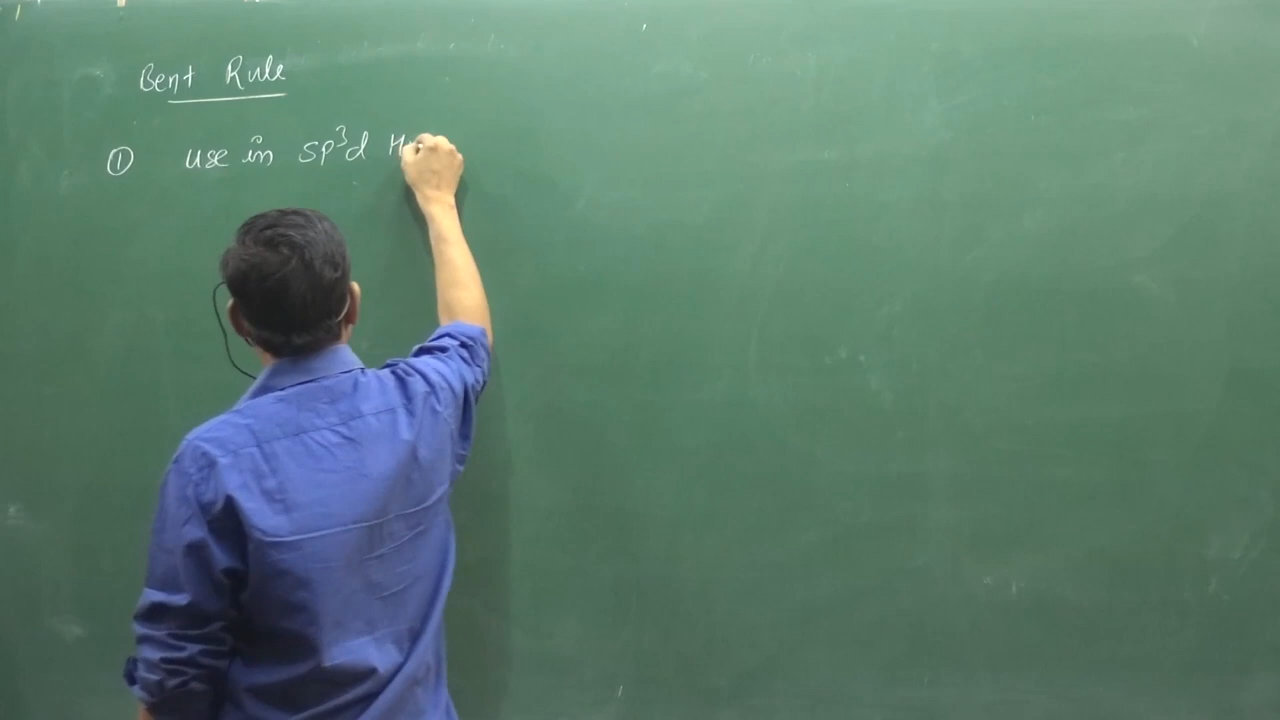 Bent Rule
① use in sp³d